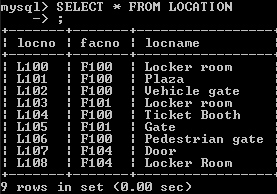 mysql> SELECT * FROM LOCATION
    -> ;
+-------+-------+-----------------+
| locno | facno | locname         |
+-------+-------+-----------------+
| L100  | F100  | Locker room     |
| L101  | F100  | Plaza           |
| L102  | F100  | Vehicle gate    |
| L103  | F101  | Locker room     |
| L104  | F100  | Ticket Booth    |
| L105  | F101  | Gate            |
| L106  | F100  | Pedestrian gate |
| L107  | F104  | Door            |
| L108  | F104  | Locker Room     |
+-------+-------+-----------------+
9 rows in set (0.00 sec)